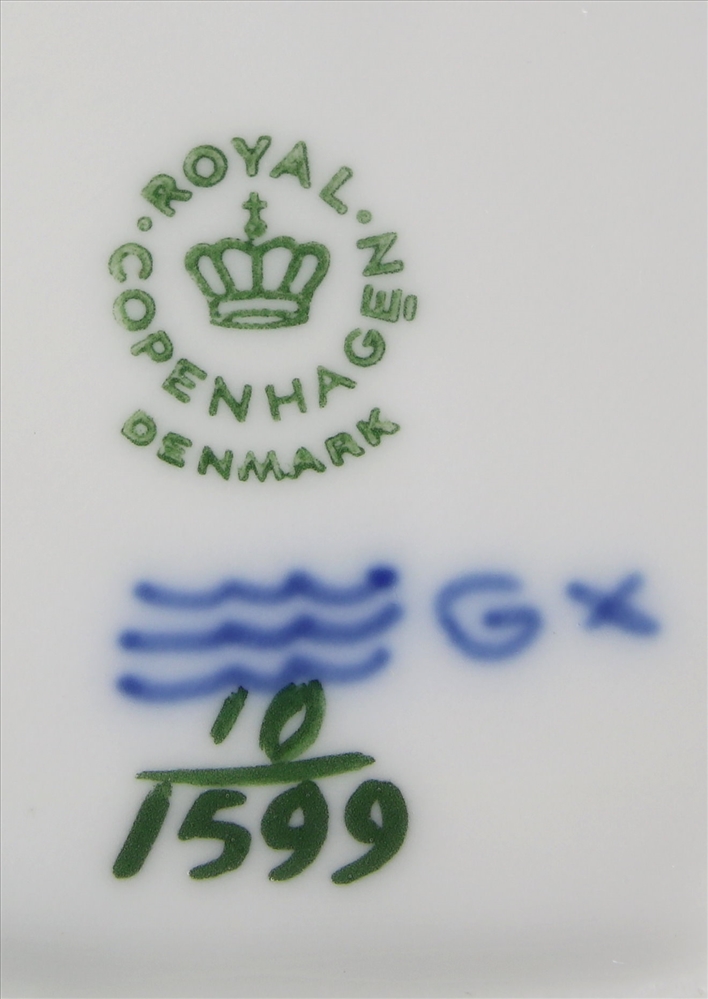 ROYAL·
COPENHAGEN
DENMARK
G x
10
1599